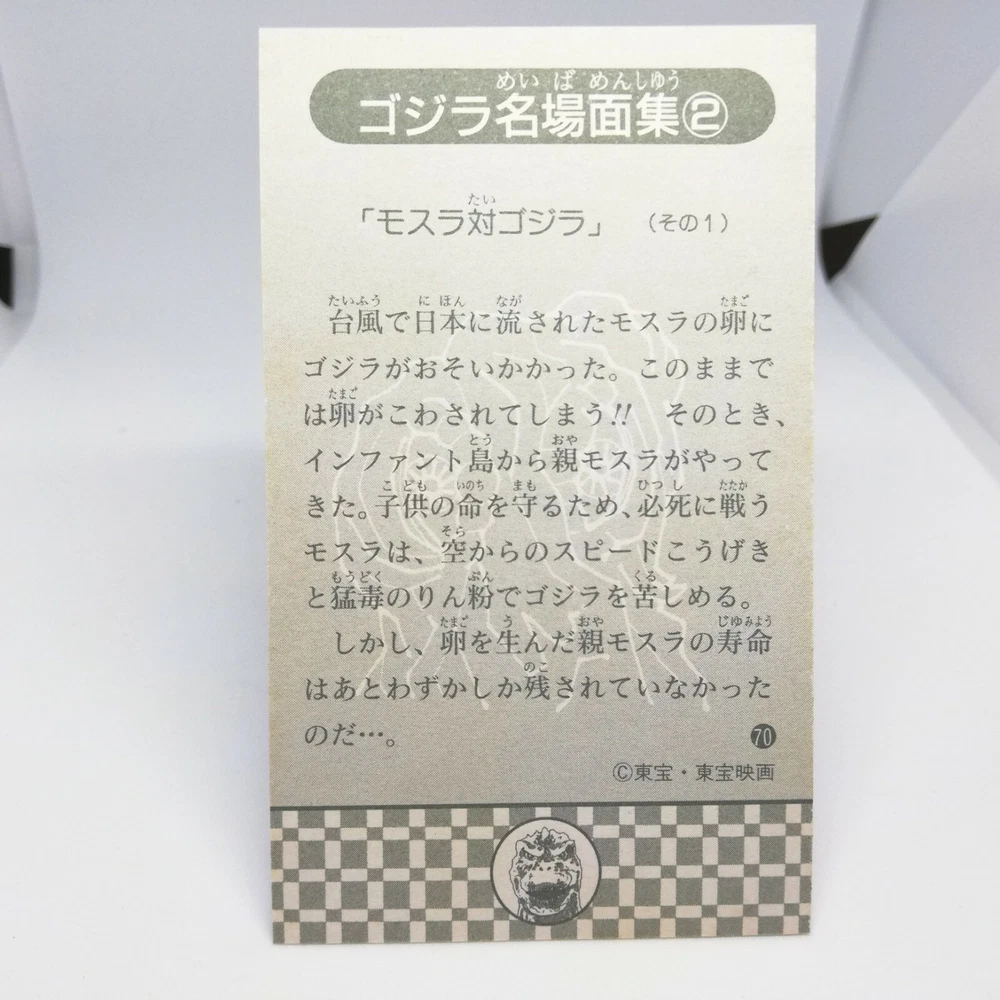 めいばめんしゅう
ゴジラ名場面集②
たい
「モスラ対ゴジラ」 (その1)
たいふう にほん なが たまご
台風で日本に流されたモスラの卵に
ゴジラがおそいかかった。このままで
たまご
は卵がこわされてしまう!! そのとき、
とう おや
インファント島から親モスラがやって
こども いのち まも ひっし たたか
きた。子供の命を守るため、必死に戦う
そら
モスラは、空からのスピードこうげき
もうどく ぷん くる
と猛毒のりん粉でゴジラを苦しめる。
たまご う おや じゅみょう
しかし、卵を生んだ親モスラの寿命
のこ
はあとわずかしか残されていなかった
のだ…。
70
©東宝・東宝映画